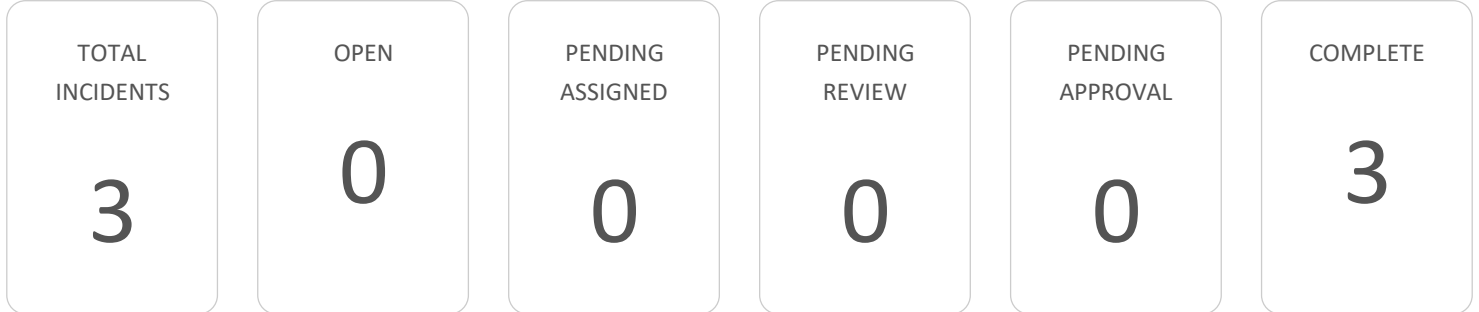 TOTAL
INCIDENTS
3
OPEN
0
PENDING
ASSIGNED
0
PENDING
REVIEW
0
PENDING
APPROVAL
0
COMPLETE
3